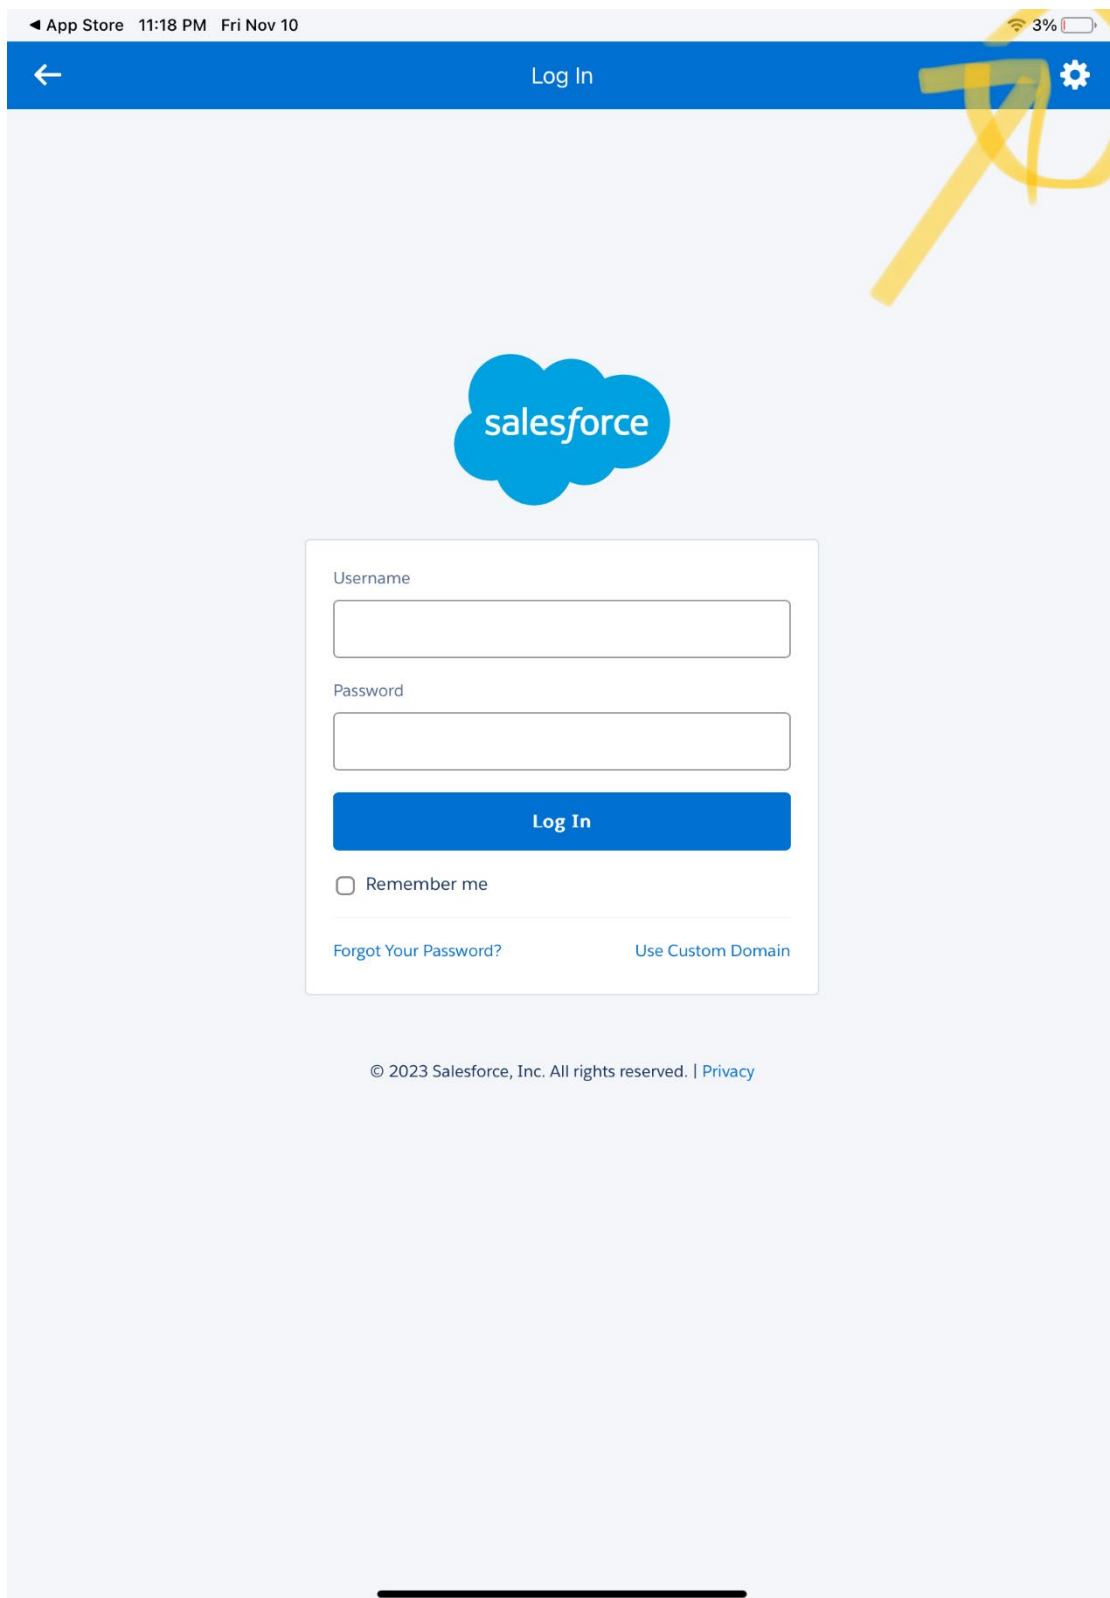 ◀ App Store 11:18 PM Fri Nov 10 3%
Log In
salesforce
Username
Password
Log In
Remember me
Forgot Your Password? Use Custom Domain
© 2023 Salesforce, Inc. All rights reserved. | Privacy